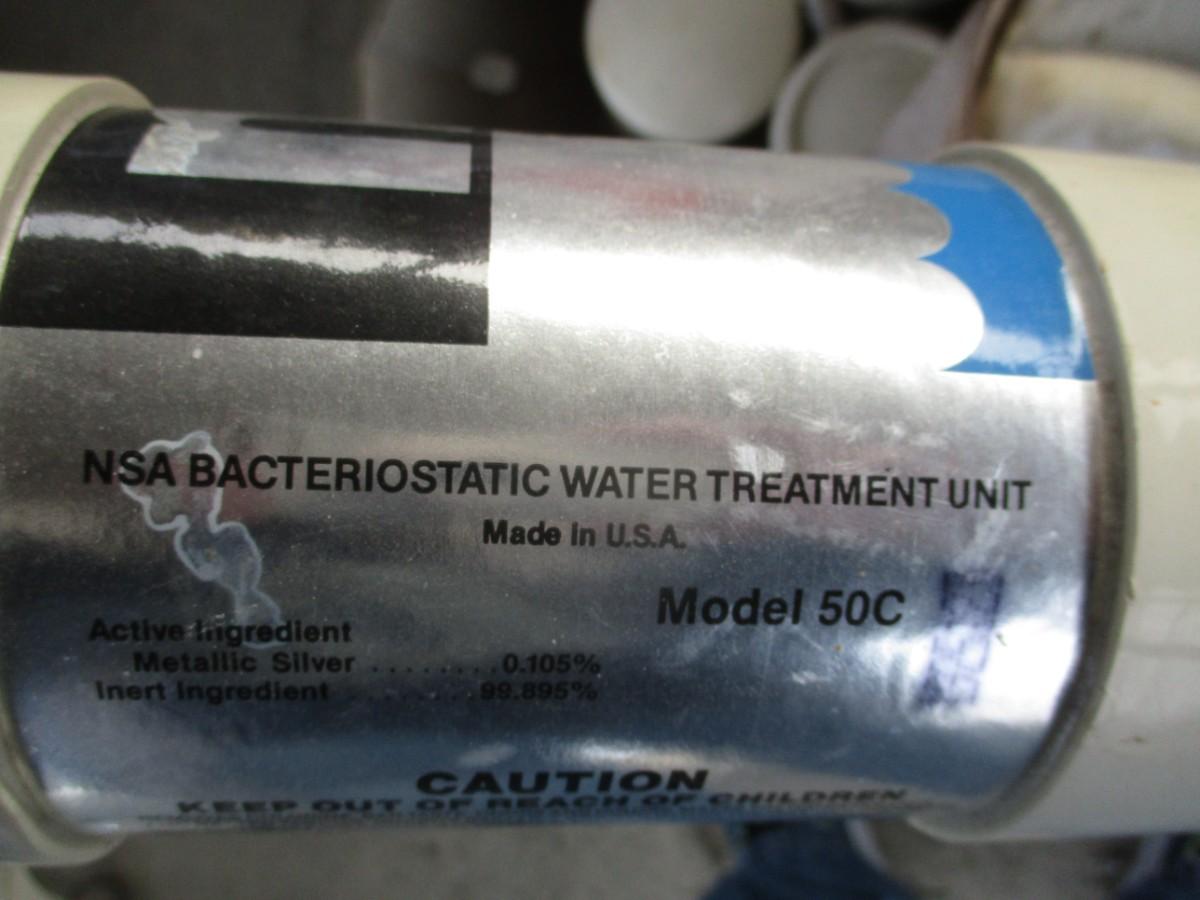 NSA BACTERIOSTATIC WATER TREATMENT UNIT
Made in U.S.A.
Model 50C
Active Ingredient
Metallic Silver ........0.105%
Inert Ingredient ........99.895%
CAUTION
KEEP OUT OF REACH OF CHILDREN